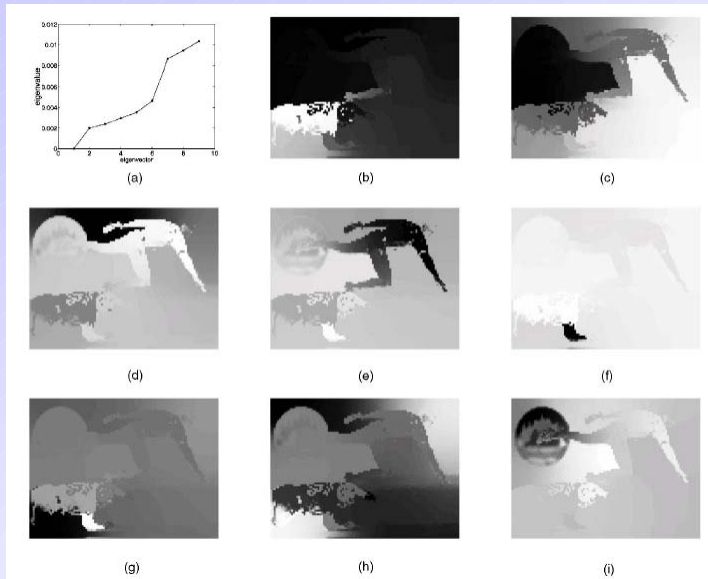 0.012
0.01
0.008
0.006
0.004
0.002
0
eigenvalue
0 2 4 6 8 10
eigenvector
(a) (b) (c)
(d) (e) (f)
(g) (h) (i)